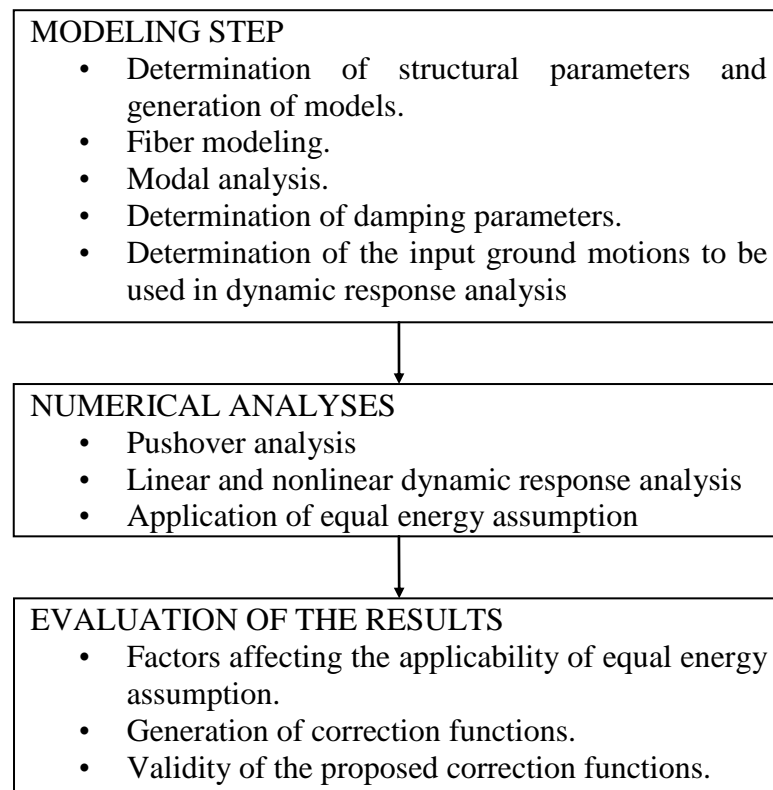 MODELING STEP
• Determination of structural parameters and
generation of models.
• Fiber modeling.
• Modal analysis.
• Determination of damping parameters.
• Determination of the input ground motions to be
used in dynamic response analysis
NUMERICAL ANALYSES
• Pushover analysis
• Linear and nonlinear dynamic response analysis
• Application of equal energy assumption
EVALUATION OF THE RESULTS
• Factors affecting the applicability of equal energy
assumption.
• Generation of correction functions.
• Validity of the proposed correction functions.